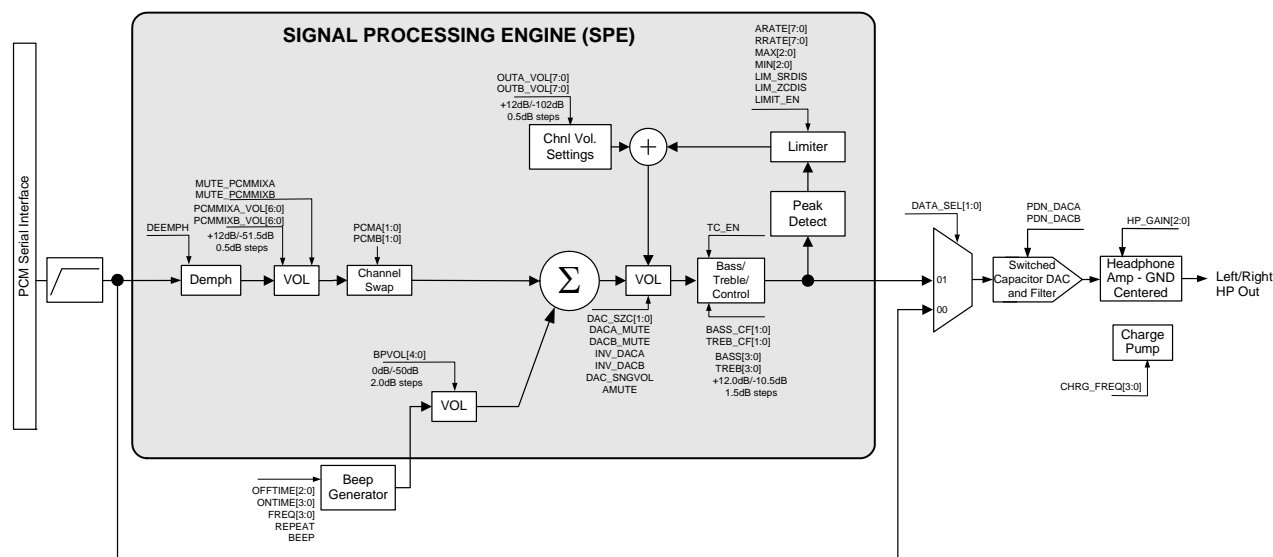 SIGNAL PROCESSING ENGINE (SPE)
PCM Serial Interface
DEEMPH
Demph
MUTE_PCMMIXA
MUTE_PCMMIXB
PCMMIXA_VOL[6:0]
PCMMIXB_VOL[6:0]
+12dB/-51.5dB
0.5dB steps
VOL
PCMA[1:0]
PCMB[1:0]
Channel
Swap
OUTA_VOL[7:0]
OUTB_VOL[7:0]
+12dB/-102dB
0.5dB steps
Chnl Vol.
Settings
+
ARATE[7:0]
RRATE[7:0]
MAX[2:0]
MIN[2:0]
LIM_SRDIS
LIM_ZCDIS
LIMIT_EN
Limiter
Peak
Detect
Σ
VOL
DAC_SZC[1:0]
DACA_MUTE
DACB_MUTE
INV_DACA
INV_DACB
DAC_SNGVOL
AMUTE
TC_EN
Bass/
Treble/
Control
BASS_CF[1:0]
TREB_CF[1:0]
BASS[3:0]
TREB[3:0]
+12.0dB/-10.5dB
1.5dB steps
BPVOL[4:0]
0dB/-50dB
2.0dB steps
VOL
Beep
Generator
OFFTIME[2:0]
ONTIME[3:0]
FREQ[3:0]
REPEAT
BEEP
DATA_SEL[1:0]
01
00
PDN_DACA
PDN_DACB
Switched
Capacitor DAC
and Filter
HP_GAIN[2:0]
Headphone
Amp - GND
Centered
Left/Right
HP Out
Charge
Pump
CHRG_FREQ[3:0]